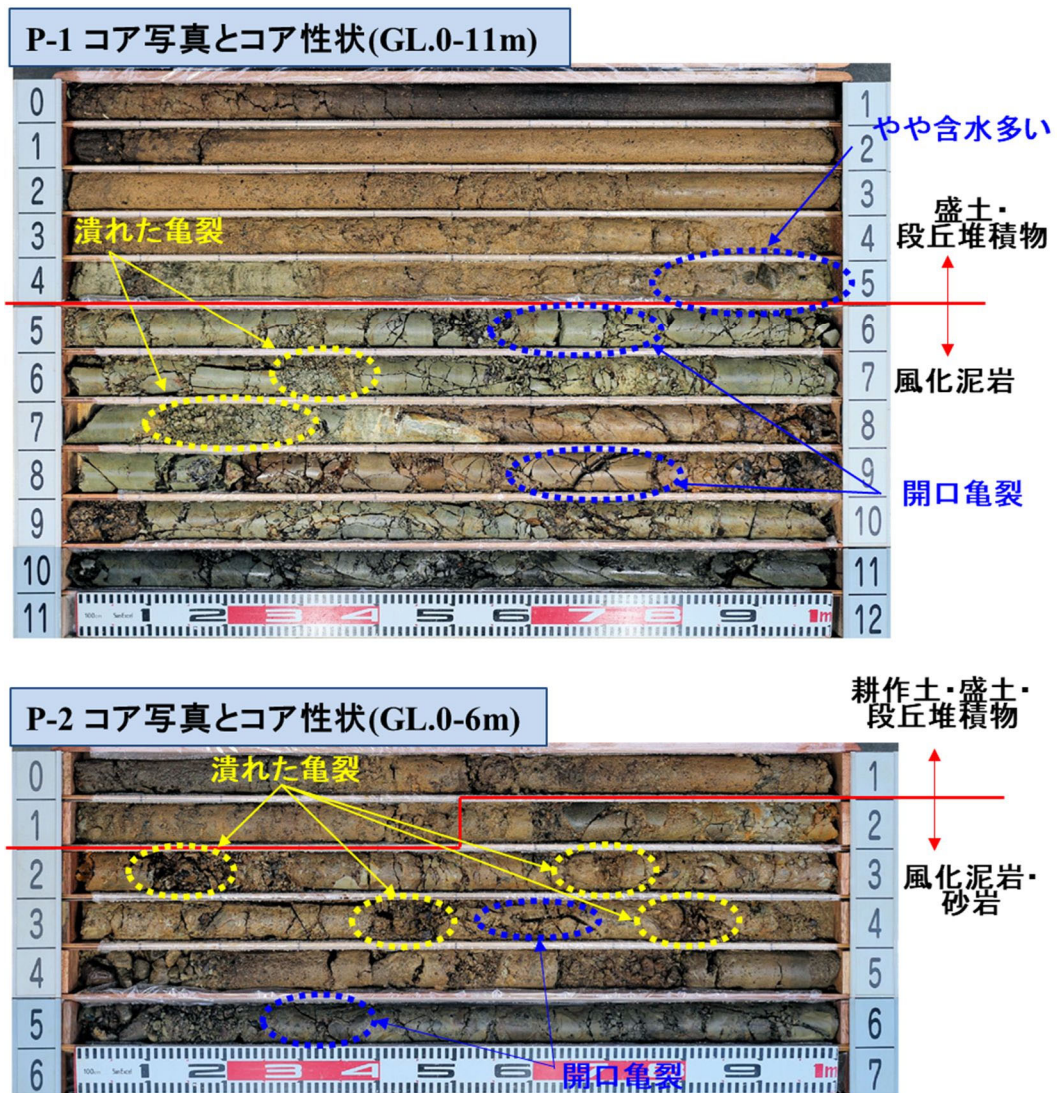 P-1 コア写真とコア性状(GL.0-11m)
0
1
1
2
やや含水多い
2
3
潰れた亀裂
3
4
盛土・
段丘堆積物
4
5
5
6
6
7
風化泥岩
7
8
8
9
開口亀裂
9
10
10
11
11
1 2 3 4 5 6 7 8 9 1m
12
P-2 コア写真とコア性状(GL.0-6m)
耕作土・盛土・
段丘堆積物
潰れた亀裂
0
1
1
2
2
3
風化泥岩・
砂岩
3
4
4
5
5
6
6
1 2 3 4 5 6 7 8 9 1m
開口亀裂
7